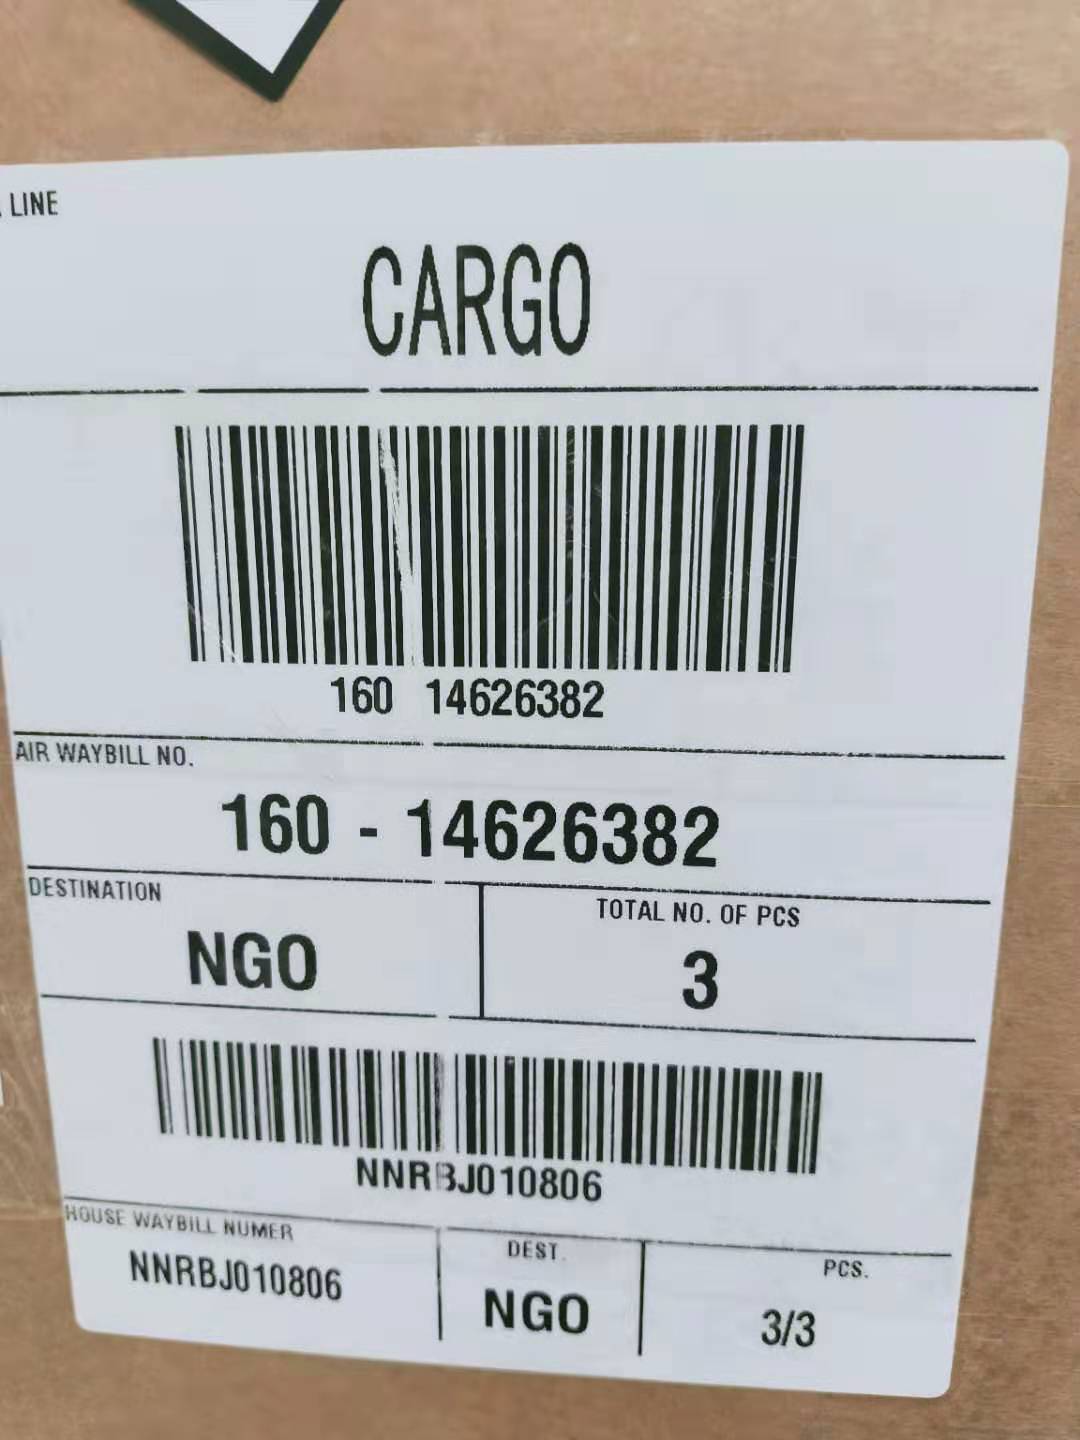 LINE
CARGO
160 14626382
AIR WAYBILL NO.
160 - 14626382
DESTINATION
TOTAL NO. OF PCS
NGO
3
NNRBJ010806
HOUSE WAYBILL NUMER
DEST.
PCS.
NNRBJ010806
NGO
3/3